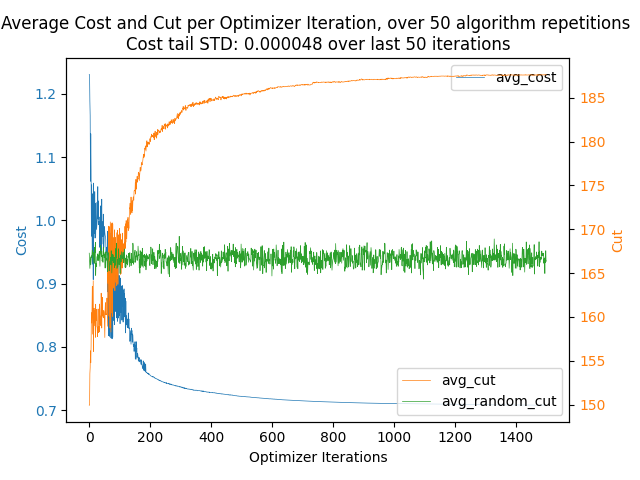 Average Cost and Cut per Optimizer Iteration, over 50 algorithm repetitions
Cost tail STD: 0.000048 over last 50 iterations
avg_cost
1.2
1.1
1.0
0.9
0.8
0.7
Cost
185
180
175
170
165
160
155
150
Cut
avg_cut
avg_random_cut
0 200 400 600 800 1000 1200 1400
Optimizer Iterations